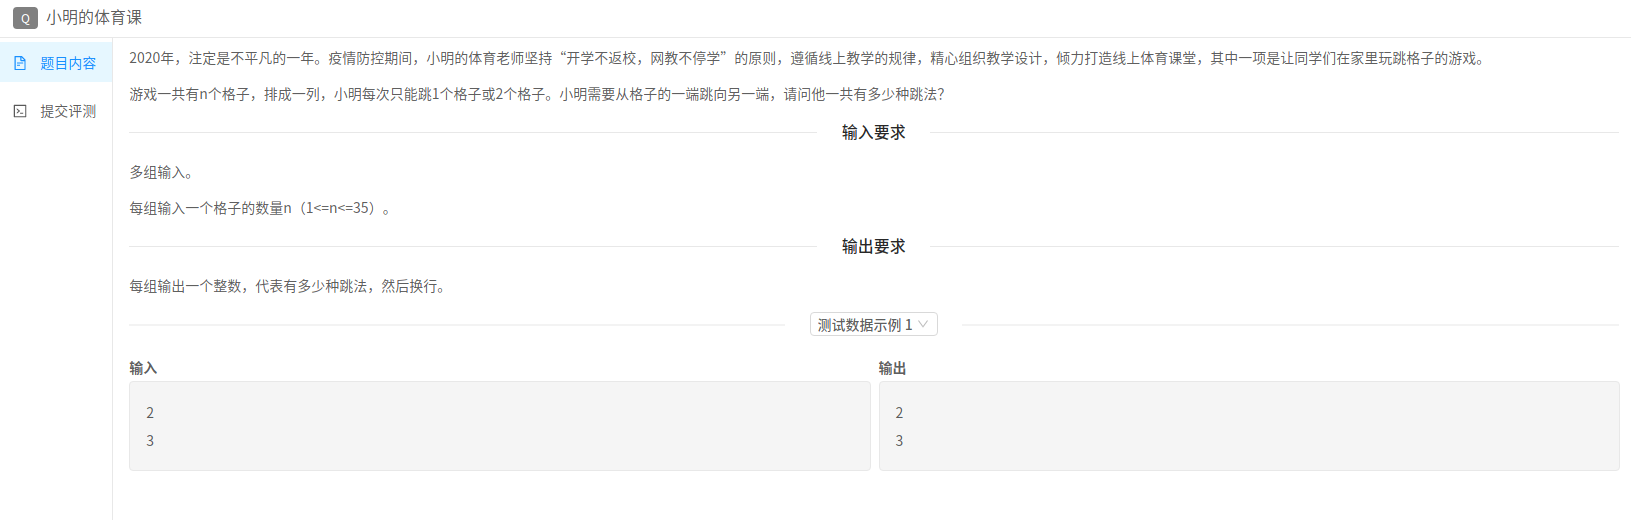 Q 小明的体育课
题目内容
提交评测
2020年，注定是不平凡的一年。疫情防控期间，小明的体育老师坚持“开学不返校，网教不停学”的原则，遵循线上教学的规律，精心组织教学设计，倾力打造线上体育课堂，其中一项是让同学们在家里玩跳格子的游戏。
游戏一共有n个格子，排成一列，小明每次只能跳1个格子或2个格子。小明需要从格子的一端跳向另一端，请问他一共有多少种跳法？
输入要求
多组输入。
每组输入一个格子的数量n（1<=n<=35）。
输出要求
每组输出一个整数，代表有多少种跳法，然后换行。
测试数据示例 1
输入
2
3
输出
2
3